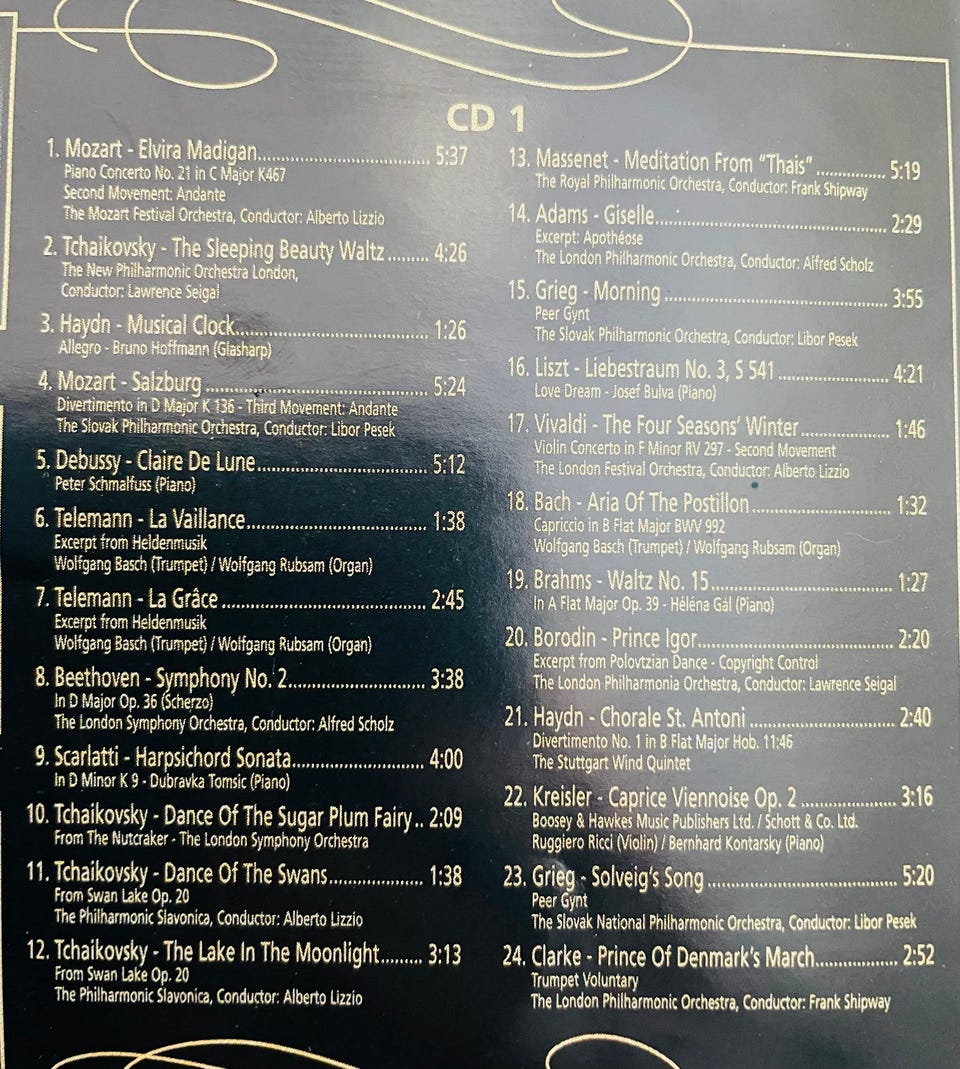 CD 1
1. Mozart - Elvira Madigan.................................. 5:37
Piano Concerto No. 21 in C Major K467
Second Movement: Andante
The Mozart Festival Orchestra, Conductor: Alberto Lizzio
2. Tchaikovsky - The Sleeping Beauty Waltz ........ 4:26
The New Philharmonic Orchestra London,
Conductor: Lawrence Seigal
3. Haydn - Musical Clock...................................... 1:26
Allegro - Bruno Hoffmann (Glasharp)
4. Mozart - Salzburg ........................................... 5:24
Divertimento in D Major K 136 - Third Movement: Andante
The Slovak Philharmonic Orchestra, Conductor: Libor Pesek
5. Debussy - Claire De Lune.................................. 5:12
Peter Schmalfuss (Piano)
6. Telemann - La Vaillance.................................... 1:38
Excerpt from Heldenmusik
Wolfgang Basch (Trumpet) / Wolfgang Rubsam (Organ)
7. Telemann - La Grâce ........................................ 2:45
Excerpt from Heldenmusik
Wolfgang Basch (Trumpet) / Wolfgang Rubsam (Organ)
8. Beethoven - Symphony No. 2........................... 3:38
In D Major Op. 36 (Scherzo)
The London Symphony Orchestra, Conductor: Alfred Scholz
9. Scarlatti - Harpsichord Sonata.......................... 4:00
In D Minor K 9 - Dubravka Tomsic (Piano)
10. Tchaikovsky - Dance Of The Sugar Plum Fairy.. 2:09
From The Nutcraker - The London Symphony Orchestra
11. Tchaikovsky - Dance Of The Swans................... 1:38
From Swan Lake Op. 20
The Philharmonic Slavonica, Conductor: Alberto Lizzio
12. Tchaikovsky - The Lake In The Moonlight......... 3:13
From Swan Lake Op. 20
The Philharmonic Slavonica, Conductor: Alberto Lizzio
13. Massenet - Meditation From “Thais”............... 5:19
The Royal Philharmonic Orchestra, Conductor: Frank Shipway
14. Adams - Giselle................................................ 2:29
Excerpt: Apothéose
The London Philharmonic Orchestra, Conductor: Alfred Scholz
15. Grieg - Morning .............................................. 3:55
Peer Gynt
The Slovak Philharmonic Orchestra, Conductor: Libor Pesek
16. Liszt - Liebestraum No. 3, S 541 ....................... 4:21
Love Dream - Josef Bulva (Piano)
17. Vivaldi - The Four Seasons’ Winter................... 1:46
Violin Concerto in F Minor RV 297 - Second Movement
The London Festival Orchestra, Conductor: Alberto Lizzio
18. Bach - Aria Of The Postillon ............................. 1:32
Capriccio in B Flat Major BWV 992
Wolfgang Basch (Trumpet) / Wolfgang Rubsam (Organ)
19. Brahms - Waltz No. 15..................................... 1:27
In A Flat Major Op. 39 - Héléna Gál (Piano)
20. Borodin - Prince Igor........................................ 2:20
Excerpt from Polovtzian Dance - Copyright Control
The London Philharmonia Orchestra, Conductor: Lawrence Seigal
21. Haydn - Chorale St. Antoni .............................. 2:40
Divertimento No. 1 in B Flat Major Hob. 11:46
The Stuttgart Wind Quintet
22. Kreisler - Caprice Viennoise Op. 2 .................... 3:16
Boosey & Hawkes Music Publishers Ltd. / Schott & Co. Ltd.
Ruggiero Ricci (Violin) / Bernhard Kontarsky (Piano)
23. Grieg - Solveig’s Song ...................................... 5:20
Peer Gynt
The Slovak National Philharmonic Orchestra, Conductor: Libor Pesek
24. Clarke - Prince Of Denmark’s March................. 2:52
Trumpet Voluntary
The London Philharmonic Orchestra, Conductor: Frank Shipway